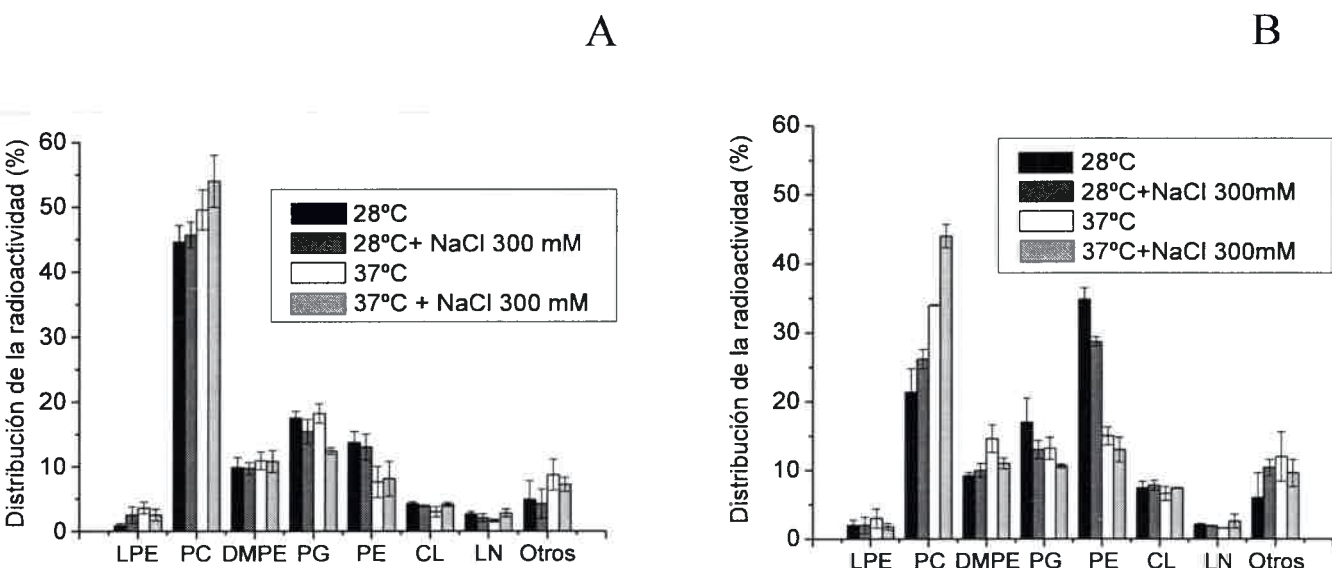 A
B
Distribución de la radioactividad (%)
60
50
40
30
20
10
0
28ºC
28ºC+ NaCl 300 mM
37ºC
37ºC + NaCl 300 mM
LPE PC DMPE PG PE CL LN Otros
Distribución de la radioactividad (%)
60
50
40
30
20
10
0
28ºC
28ºC+NaCl 300mM
37ºC
37ºC+NaCl 300mM
LPE PC DMPE PG PE CL LN Otros